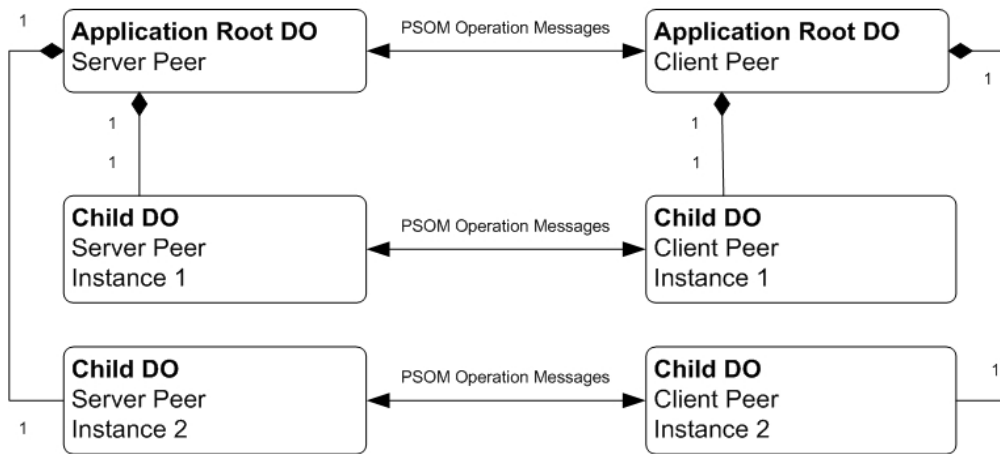 1
Application Root DO
Server Peer
PSOM Operation Messages
Application Root DO
Client Peer
1
1
1
1
1
Child DO
Server Peer
Instance 1
PSOM Operation Messages
Child DO
Client Peer
Instance 1
Child DO
Server Peer
Instance 2
PSOM Operation Messages
Child DO
Client Peer
Instance 2
1
1